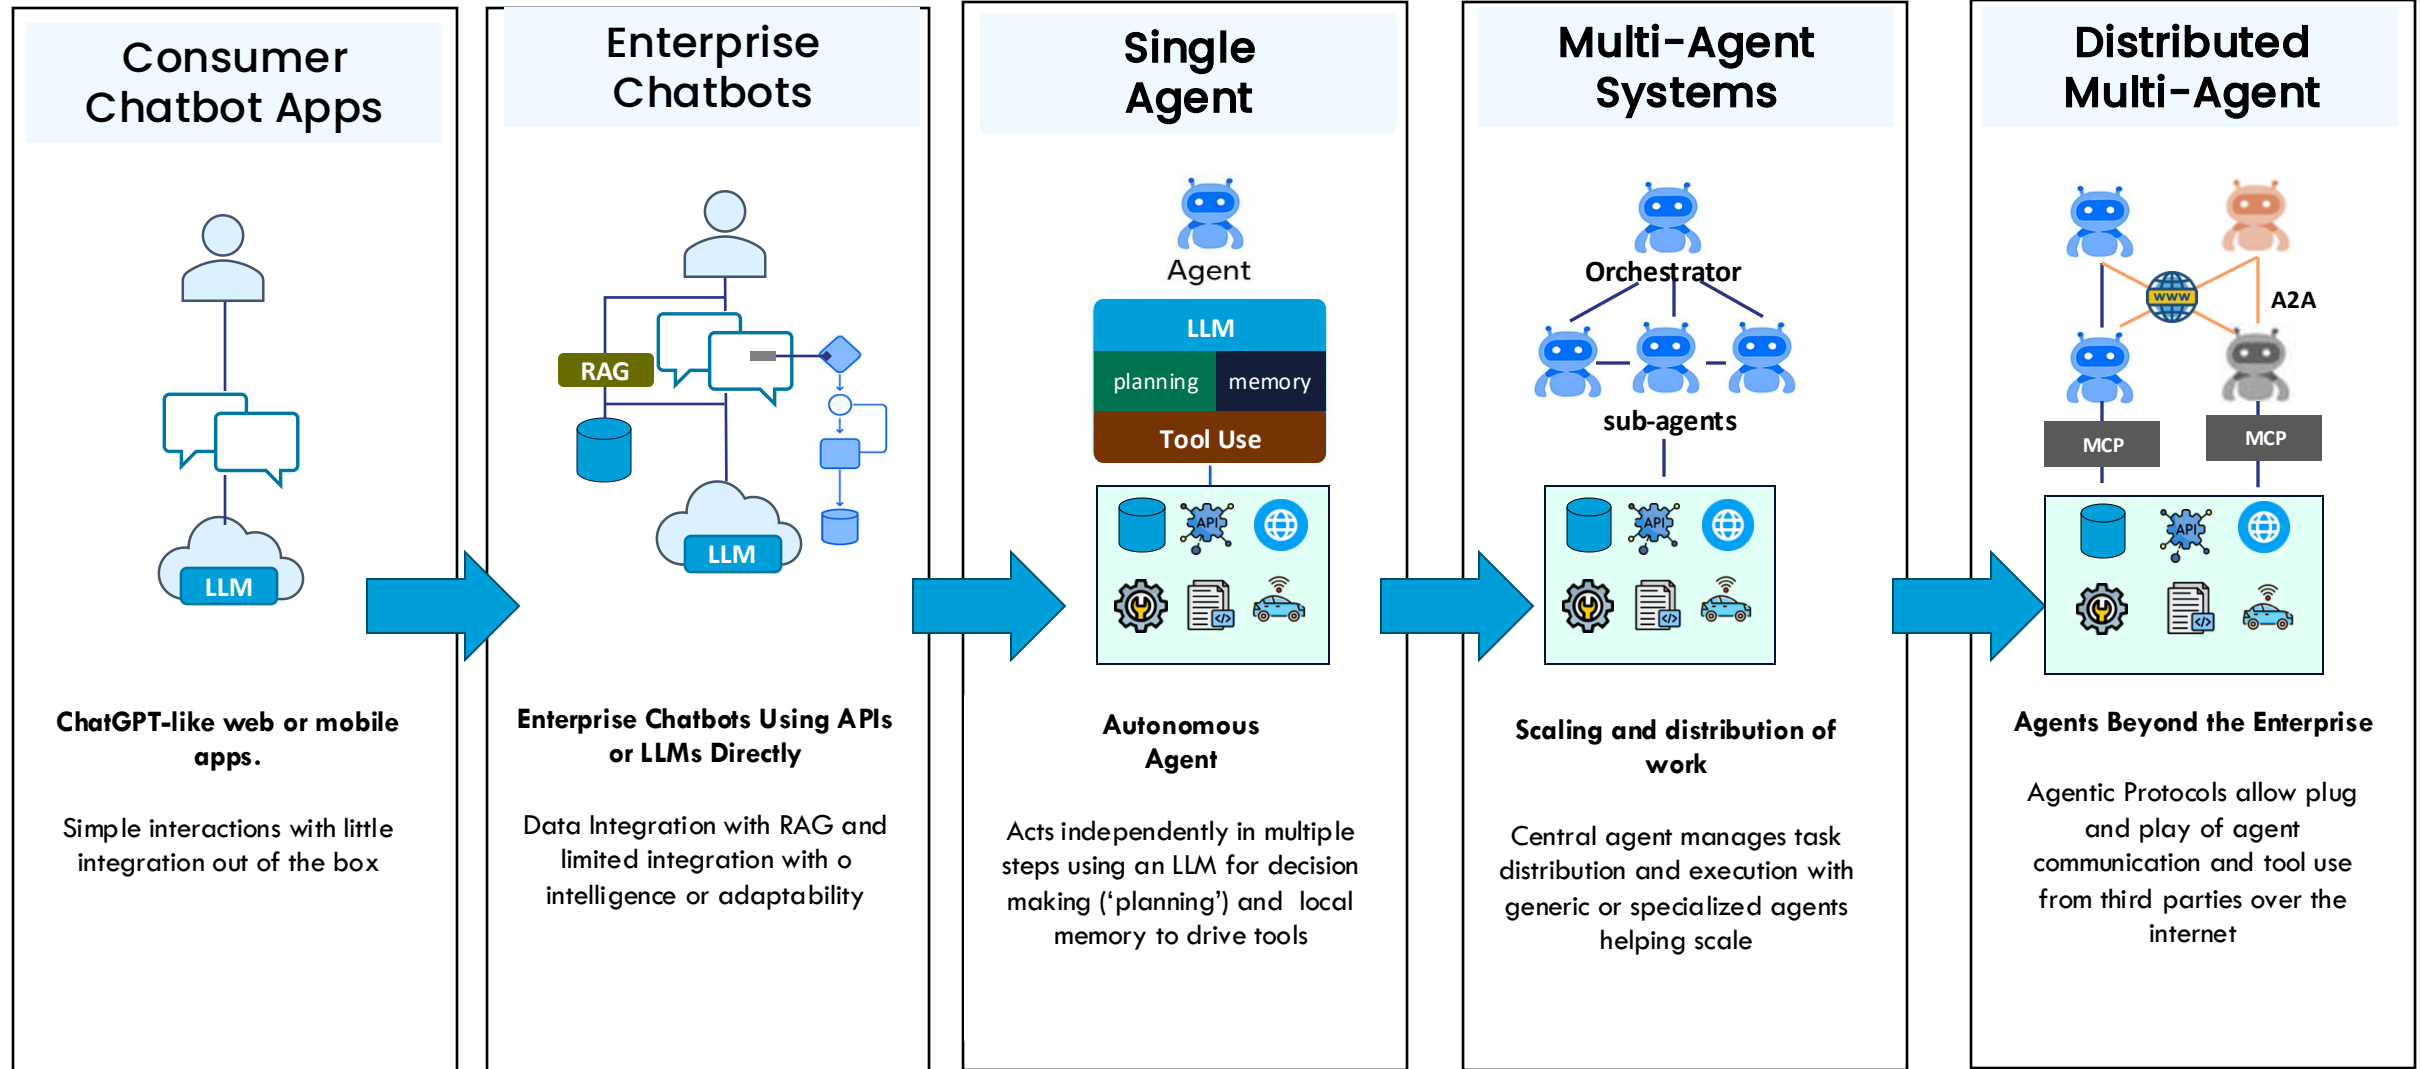 Consumer
Chatbot Apps
LLM
ChatGPT-like web or mobile
apps.
Simple interactions with little
integration out of the box
Enterprise
Chatbots
RAG
LLM
Enterprise Chatbots Using APIs
or LLMs Directly
Data Integration with RAG and
limited integration with o
intelligence or adaptability
Single
Agent
Agent
LLM
planning memory
Tool Use
API
</>
Autonomous
Agent
Acts independently in multiple
steps using an LLM for decision
making (‘planning’) and local
memory to drive tools
Multi-Agent
Systems
Orchestrator
sub-agents
API
</>
Scaling and distribution of
work
Central agent manages task
distribution and execution with
generic or specialized agents
helping scale
Distributed
Multi-Agent
www
A2A
MCP
MCP
API
</>
Agents Beyond the Enterprise
Agentic Protocols allow plug
and play of agent
communication and tool use
from third parties over the
internet